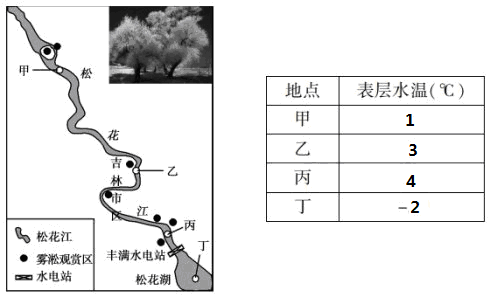 甲
松
花
吉
林
市
区
乙
江
丙
丰满水电站
丁
松花湖
松花江
雾淞观赏区
水电站
地点 表层水温(℃)
甲 1
乙 3
丙 4
丁 -2